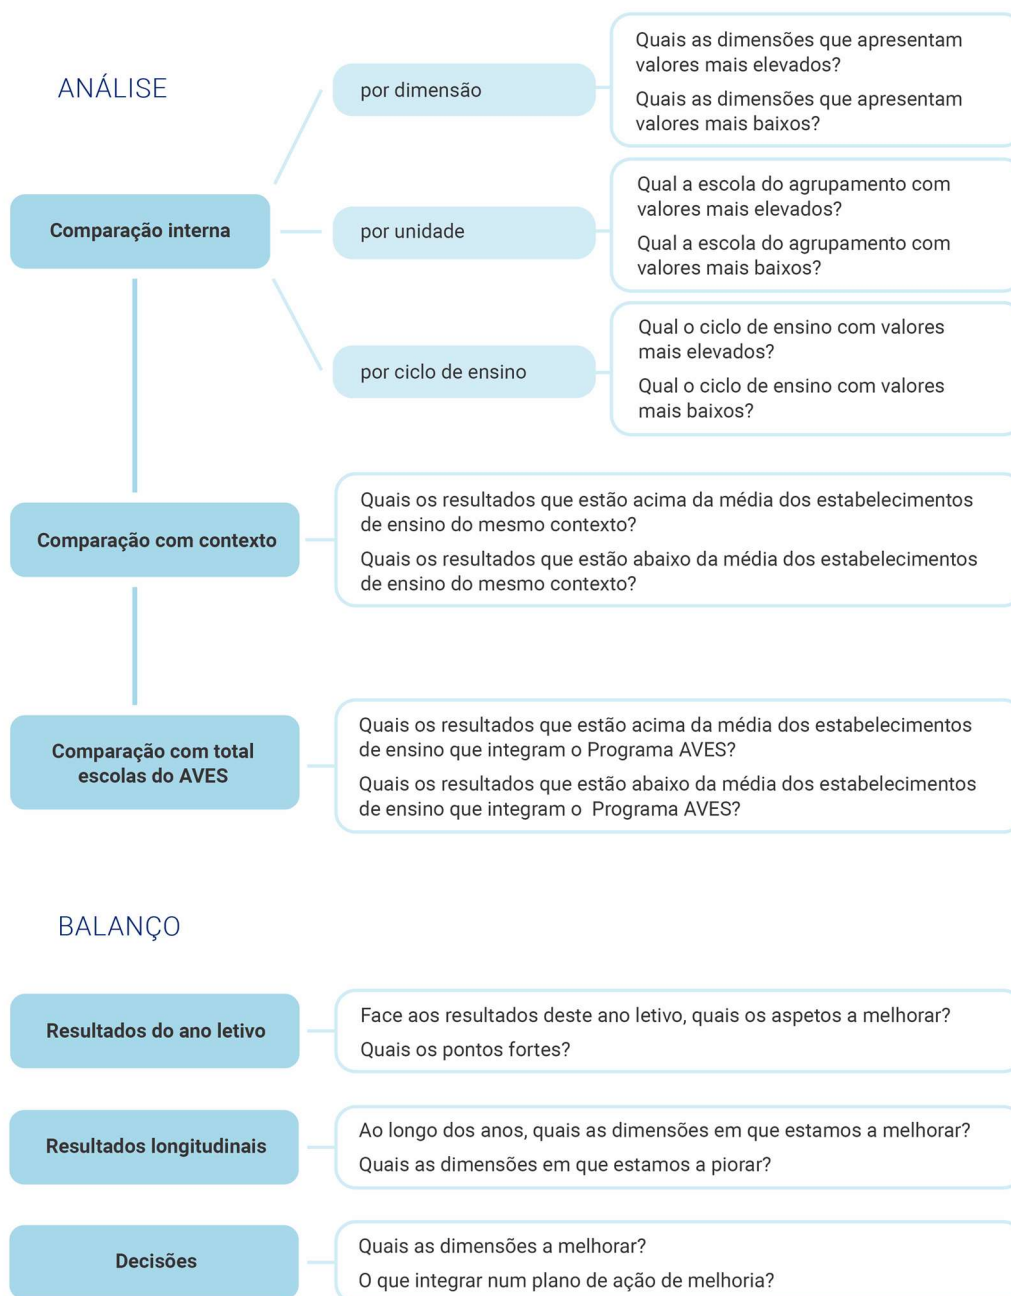 ANÁLISE
por dimensão
Quais as dimensões que apresentam
valores mais elevados?
Quais as dimensões que apresentam
valores mais baixos?
Comparação interna
por unidade
Qual a escola do agrupamento com
valores mais elevados?
Qual a escola do agrupamento com
valores mais baixos?
por ciclo de ensino
Qual o ciclo de ensino com valores
mais elevados?
Qual o ciclo de ensino com valores
mais baixos?
Comparação com contexto
Quais os resultados que estão acima da média dos estabelecimentos
de ensino do mesmo contexto?
Quais os resultados que estão abaixo da média dos estabelecimentos
de ensino do mesmo contexto?
Comparação com total
escolas do AVES
Quais os resultados que estão acima da média dos estabelecimentos
de ensino que integram o Programa AVES?
Quais os resultados que estão abaixo da média dos estabelecimentos
de ensino que integram o Programa AVES?
BALANÇO
Resultados do ano letivo
Face aos resultados deste ano letivo, quais os aspetos a melhorar?
Quais os pontos fortes?
Resultados longitudinais
Ao longo dos anos, quais as dimensões em que estamos a melhorar?
Quais as dimensões em que estamos a piorar?
Decisões
Quais as dimensões a melhorar?
O que integrar num plano de ação de melhoria?